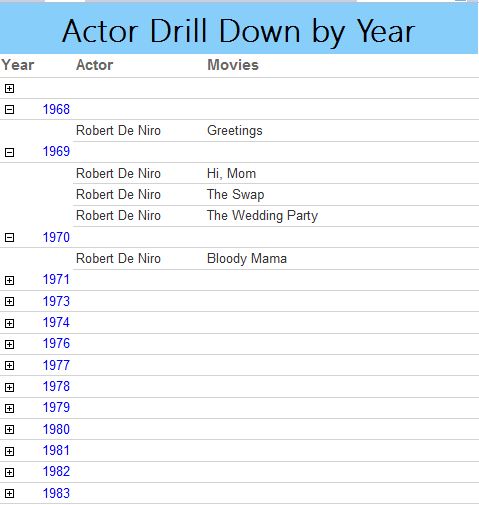 Actor Drill Down by Year
Year Actor Movies
1968
Robert De Niro Greetings
1969
Robert De Niro Hi, Mom
Robert De Niro The Swap
Robert De Niro The Wedding Party
1970
Robert De Niro Bloody Mama
1971
1973
1974
1976
1977
1978
1979
1980
1981
1982
1983